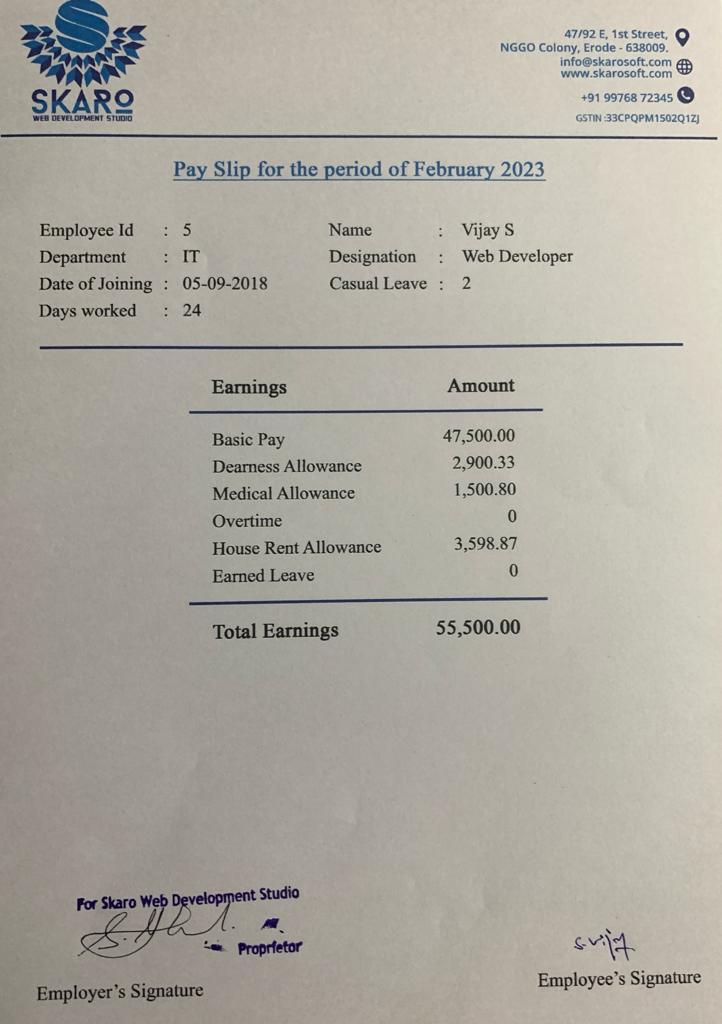 SKARO
WEB DEVELOPMENT STUDIO
47/92 E, 1st Street,
NGGO Colony, Erode - 638009.
info@skarosoft.com
www.skarosoft.com
+91 99768 72345
GSTIN :33CPQPM1502Q1ZJ
Pay Slip for the period of February 2023
Employee Id : 5 Name : Vijay S
Department : IT Designation : Web Developer
Date of Joining : 05-09-2018 Casual Leave : 2
Days worked : 24
Earnings Amount
Basic Pay 47,500.00
Dearness Allowance 2,900.33
Medical Allowance 1,500.80
Overtime 0
House Rent Allowance 3,598.87
Earned Leave 0
Total Earnings 55,500.00
For Skaro Web Development Studio
Proprietor
S. Vijay
Employer's Signature Employee's Signature